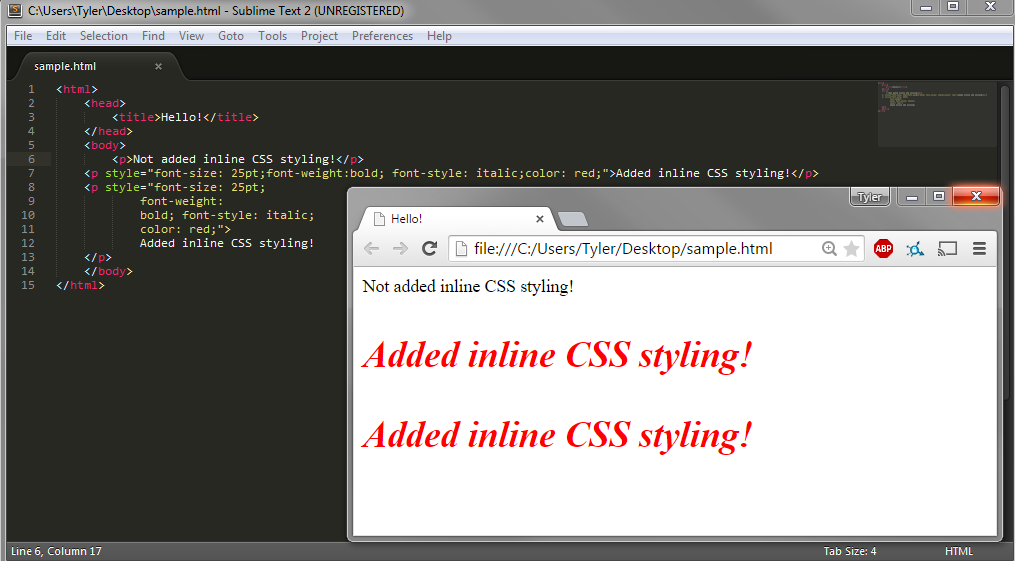 C:\Users\Tyler\Desktop\sample.html - Sublime Text 2 (UNREGISTERED)
File Edit Selection Find View Goto Tools Project Preferences Help
sample.html
1 <html>
2 <head>
3 <title>Hello!</title>
4 </head>
5 <body>
6 <p>Not added inline CSS styling!</p>
7 <p style="font-size: 25pt;font-weight:bold; font-style: italic;color: red;">Added inline CSS styling!</p>
8 <p style="font-size: 25pt;
9 font-weight:
10 bold; font-style: italic;
11 color: red;">
12 Added inline CSS styling!
13 </p>
14 </body>
15 </html>
Tyler
Hello!
file:///C:/Users/Tyler/Desktop/sample.html
ABP
Not added inline CSS styling!
Added inline CSS styling!
Added inline CSS styling!
Line 6, Column 17 Tab Size: 4 HTML